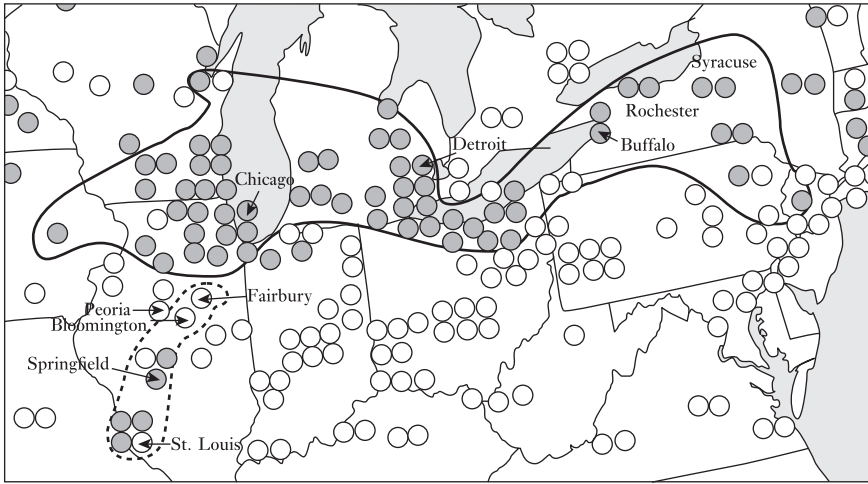 Syracuse
Rochester
Detroit
Buffalo
Chicago
Fairbury
Peoria
Bloomington
Springfield
St. Louis